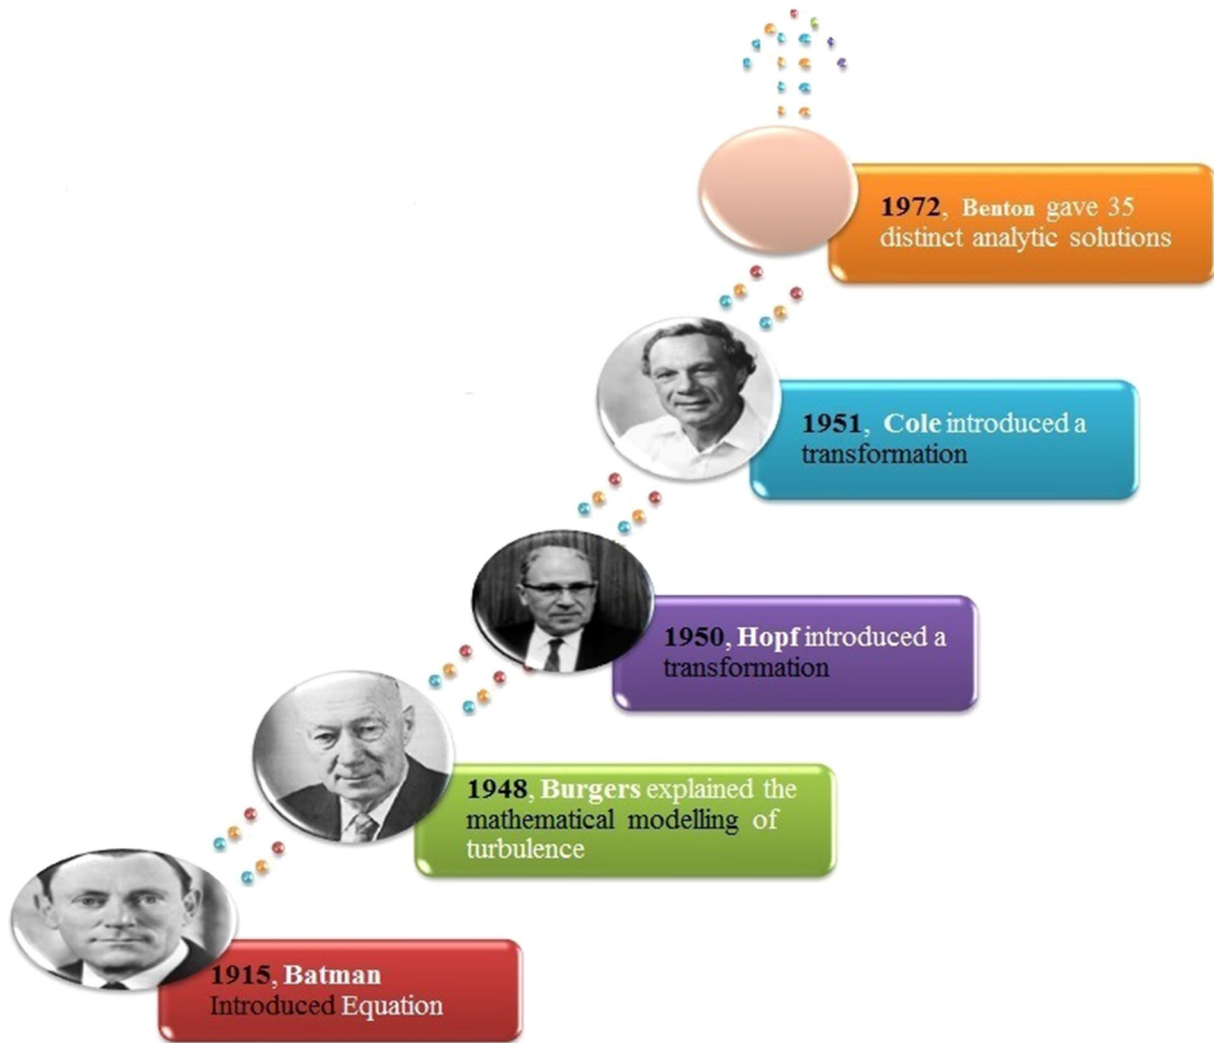 1972, Benton gave 35
distinct analytic solutions
1951, Cole introduced a
transformation
1950, Hopf introduced a
transformation
1948, Burgers explained the
mathematical modelling of
turbulence
1915, Batman
Introduced Equation